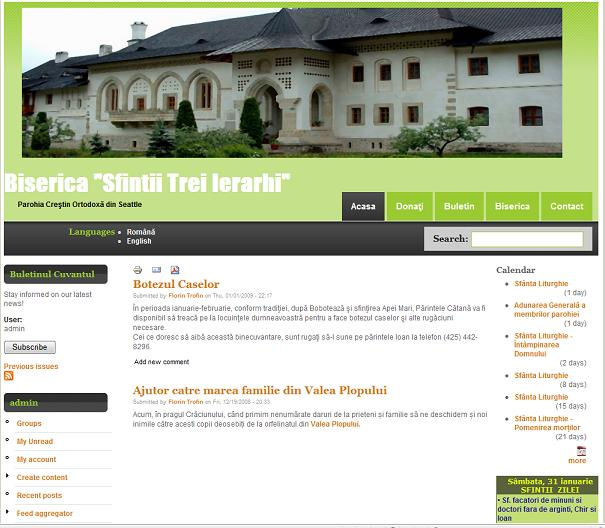 Biserica "Sfintii Trei Ierarhi"
Parohia Creştin Ortodoxă din Seattle
Acasa
Donaţi
Buletin
Biserica
Contact
Languages
Română
English
Search:
Buletinul Cuvantul
Stay informed on our latest
news!
User:
admin
Subscribe
Previous issues
admin
Groups
My Unread
My account
Create content
Recent posts
Feed aggregator
Botezul Caselor
Submitted by Florin Trofin on Thu, 01/01/2009 - 22:17
În perioada ianuarie-februarie, conform tradiţiei, după Bobotează şi sfinţirea Apei Mari, Părintele Cătană va fi
disponibil să treacă pe la locuinţele dumneavoastră pentru a face botezul caselor şi alte rugăciuni
necesare.
Cei ce doresc să aibă această binecuvantare, sunt rugaţi să-l sune pe părintele Ioan la telefon (425) 442-
8296.
Add new comment
Ajutor catre marea familie din Valea Plopului
Submitted by Florin Trofin on Fri, 12/19/2008 - 20:33
Acum, în pragul Crăciunului, când primim nenumărate daruri de la prieteni şi familie să ne deschidem şi noi
inimile către acesti copii deosebiţi de la orfelinatul din Valea Plopului.
Calendar
Sfânta Liturghie
(1 day)
Adunarea Generală a
membrilor parohiei
(1 day)
Sfânta Liturghie -
Întâmpinarea
Domnului
(2 days)
Sfânta Liturghie
(8 days)
Sfânta Liturghie
(15 days)
Sfânta Liturghie -
Pomenirea morţilor
(21 days)
more
Sâmbata, 31 ianuarie
SFINTII ZILEI
• Sf. facatori de minuni si
doctori fara de arginti, Chir si
Ioan